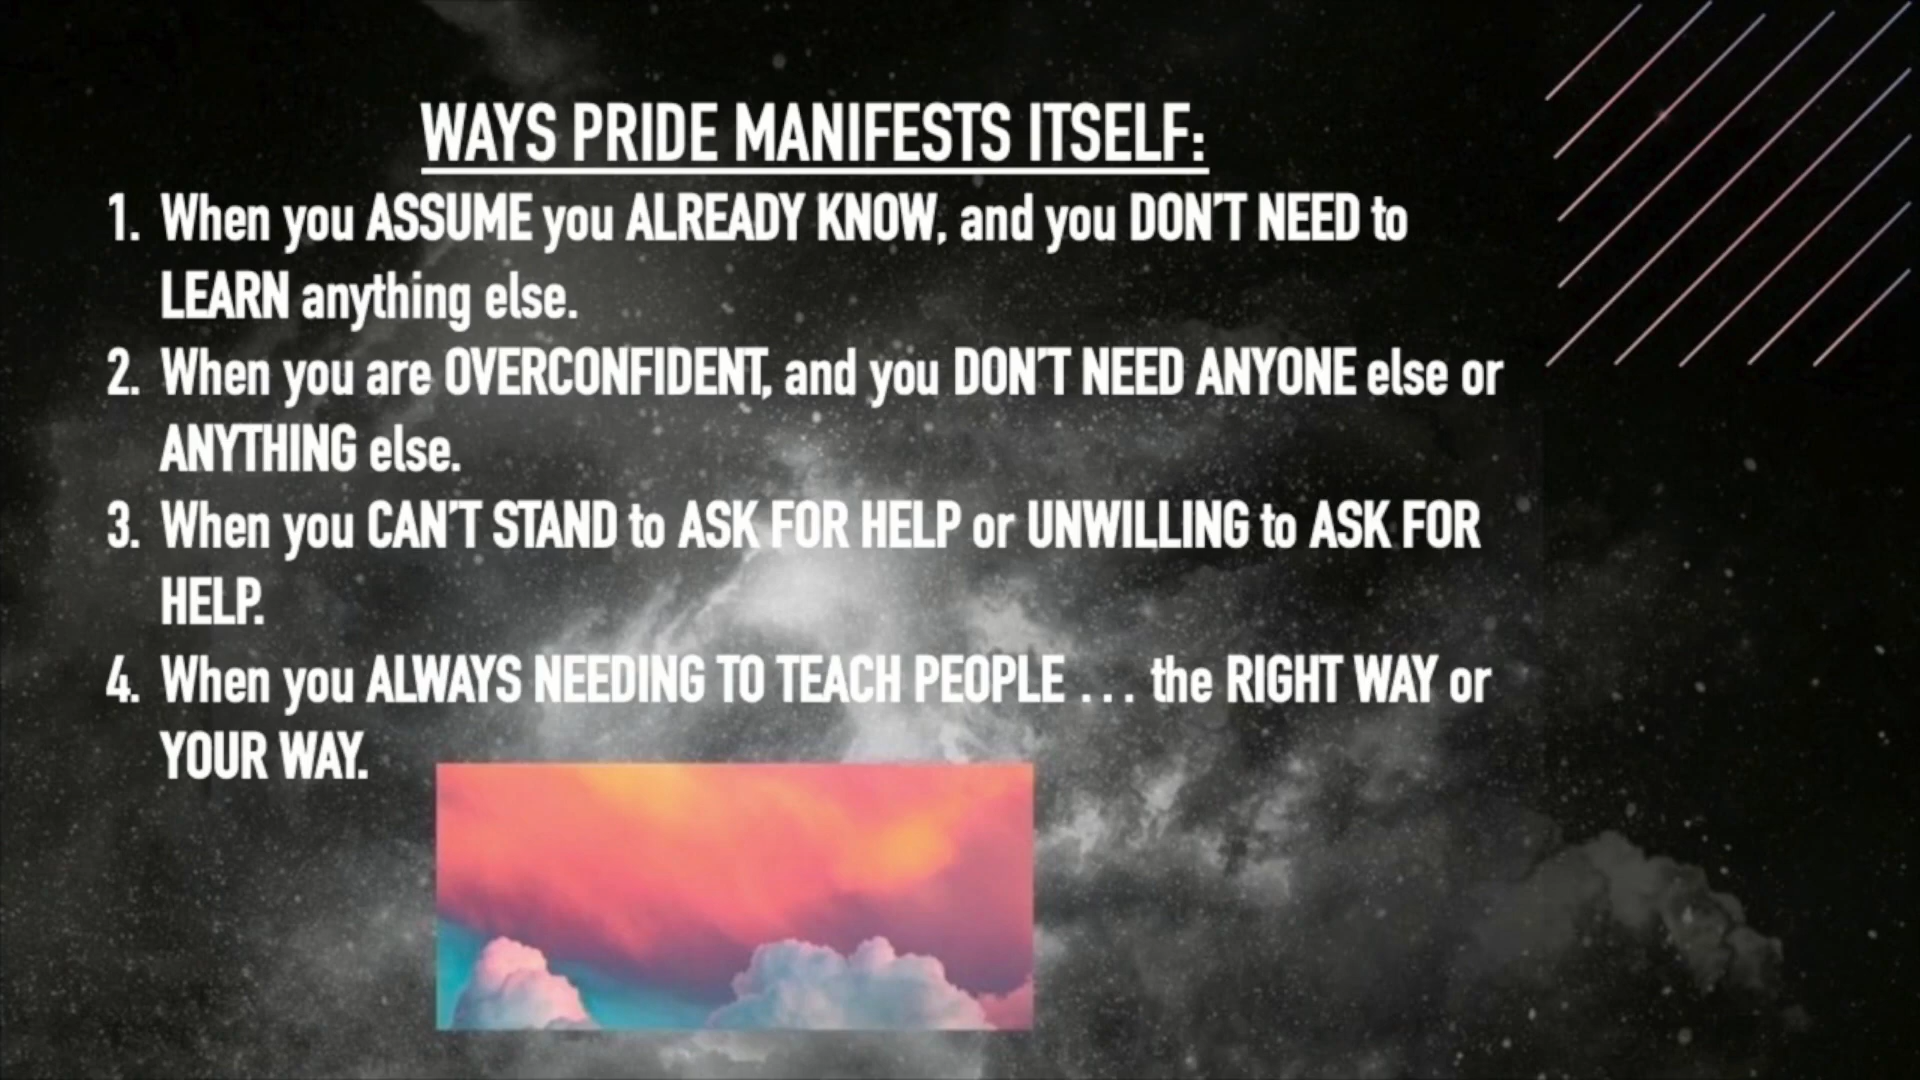 WAYS PRIDE MANIFESTS ITSELF:
1. When you ASSUME you ALREADY KNOW, and you DON'T NEED to
LEARN anything else.
2. When you are OVERCONFIDENT, and you DON'T NEED ANYONE else or
ANYTHING else.
3. When you CAN'T STAND to ASK FOR HELP or UNWILLING to ASK FOR
HELP.
4. When you ALWAYS NEEDING TO TEACH PEOPLE . . . the RIGHT WAY or
YOUR WAY.